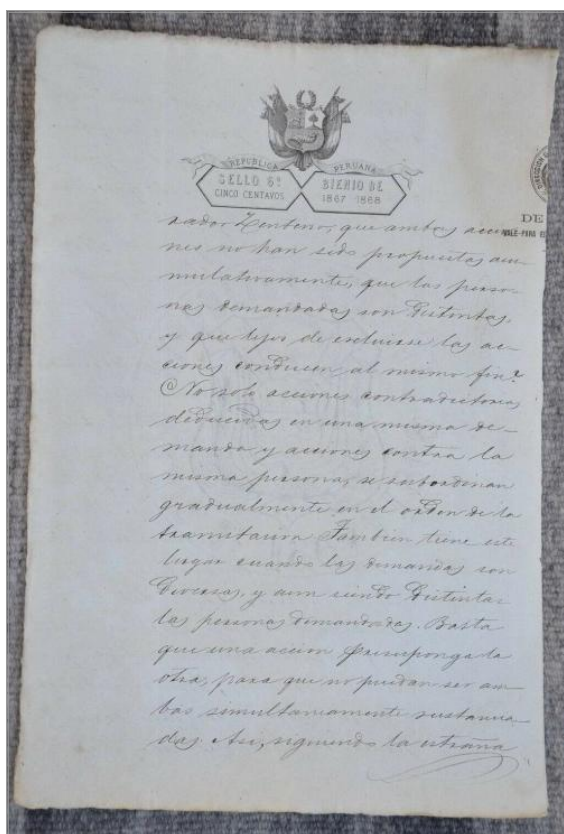 REPUBLICA PERUANA
SELLO 6º BIENIO DE
CINCO CENTAVOS 1867 1868
DE
VALE-PARA EL
rador Zenteno, que ambas accio-
nes no han sido propuestas acu-
mulativamente, que las perso-
nas demandadas son distintas,
y que lejos de escluirse las ac-
ciones conducen al mismo fin?
No solo acciones contradictorias
deducidas en una misma de-
manda y acciones contra la
misma persona, se subordinan
gradualmente en el orden de la
tramitacion. Tambien tiene este
lugar cuando las demandas son
diversas, y aun siendo distintas
las personas demandadas. Basta
que una accion presuponga la
otra, para que no puedan ser am-
bas simultaneamente sustancia-
das. Asi, siguiendo la estraña